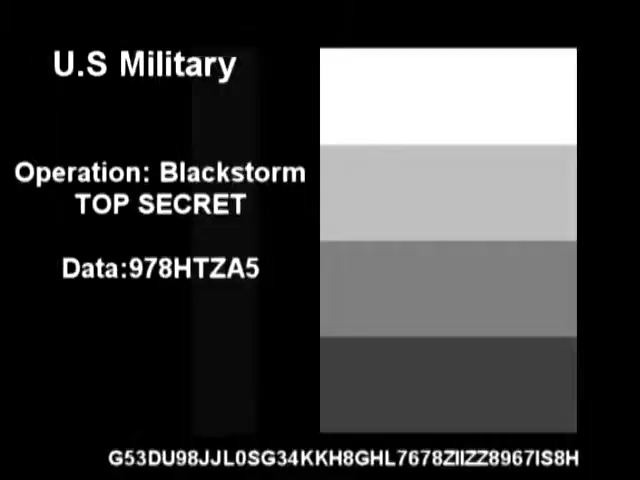 U.S Military
Operation: Blackstorm
TOP SECRET
Data:978HTZA5
G53DU98JJL0SG34KKH8GHL7678ZIIZZ8967IS8H